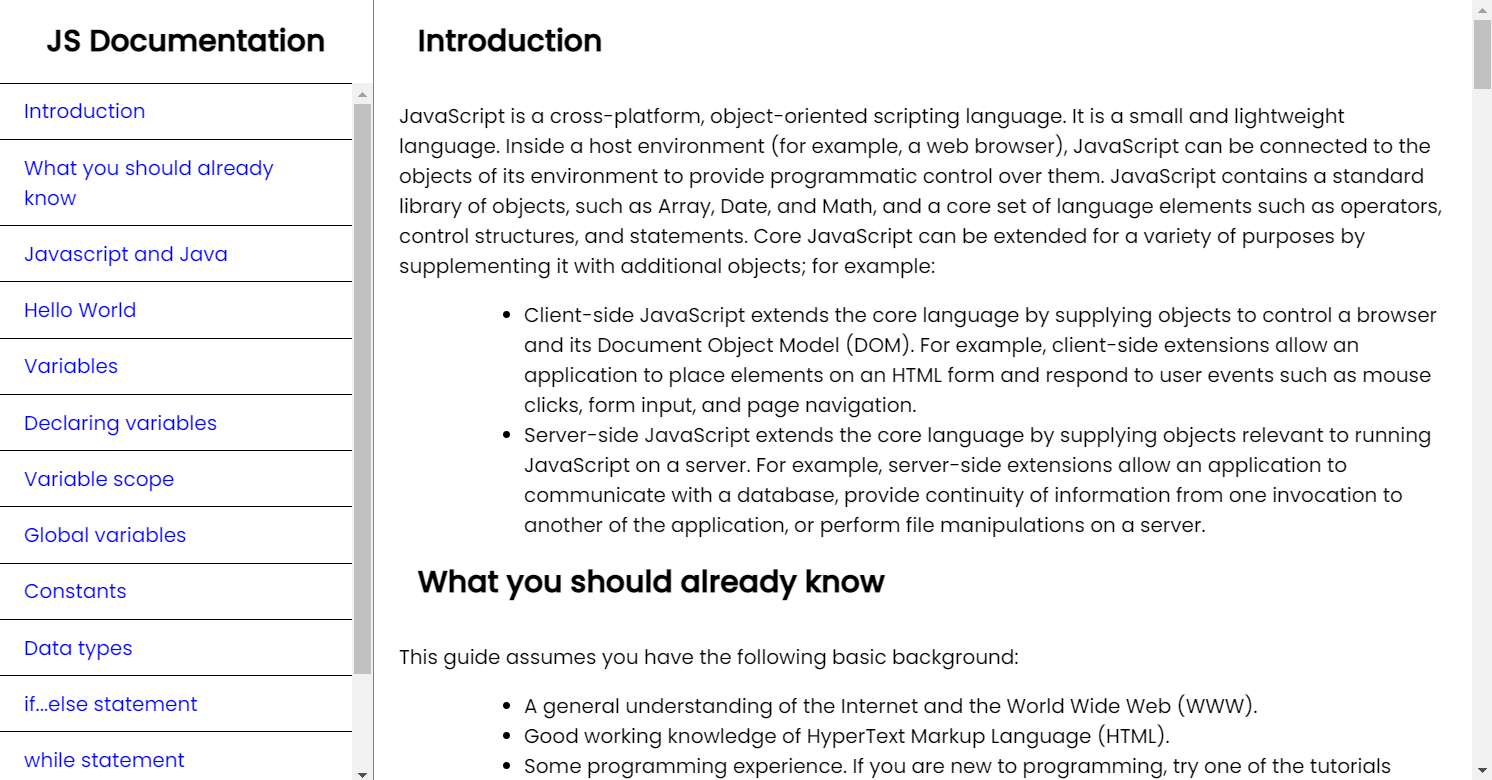 JS Documentation
Introduction
What you should already
know
Javascript and Java
Hello World
Variables
Declaring variables
Variable scope
Global variables
Constants
Data types
if...else statement
while statement
Introduction
JavaScript is a cross-platform, object-oriented scripting language. It is a small and lightweight
language. Inside a host environment (for example, a web browser), JavaScript can be connected to the
objects of its environment to provide programmatic control over them. JavaScript contains a standard
library of objects, such as Array, Date, and Math, and a core set of language elements such as operators,
control structures, and statements. Core JavaScript can be extended for a variety of purposes by
supplementing it with additional objects; for example:
• Client-side JavaScript extends the core language by supplying objects to control a browser
and its Document Object Model (DOM). For example, client-side extensions allow an
application to place elements on an HTML form and respond to user events such as mouse
clicks, form input, and page navigation.
• Server-side JavaScript extends the core language by supplying objects relevant to running
JavaScript on a server. For example, server-side extensions allow an application to
communicate with a database, provide continuity of information from one invocation to
another of the application, or perform file manipulations on a server.
What you should already know
This guide assumes you have the following basic background:
• A general understanding of the Internet and the World Wide Web (WWW).
• Good working knowledge of HyperText Markup Language (HTML).
• Some programming experience. If you are new to programming, try one of the tutorials